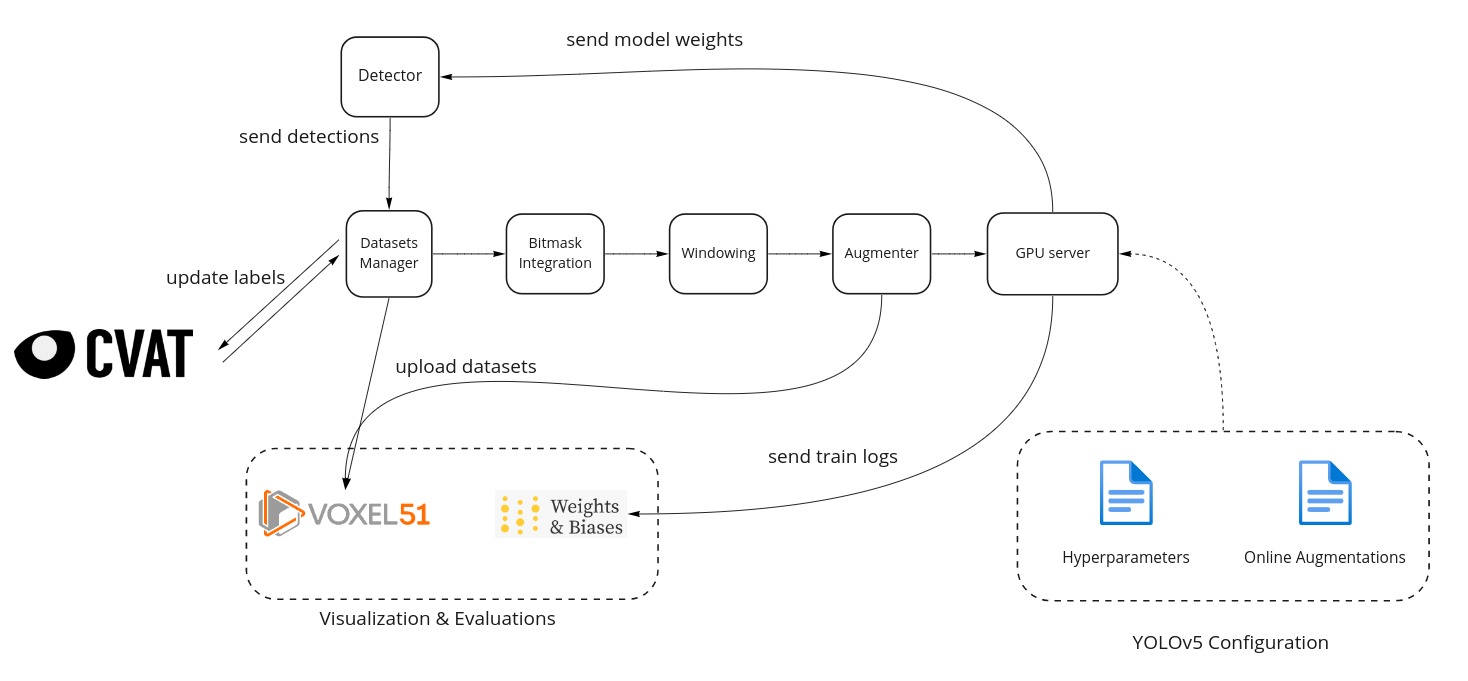 send model weights
Detector
send detections
Datasets
Manager
Bitmask
Integration
Windowing
Augmenter
GPU server
update labels
CVAT
upload datasets
send train logs
VOXEL51
Weights
& Biases
Hyperparameters
Online Augmentations
Visualization & Evaluations
YOLOv5 Configuration